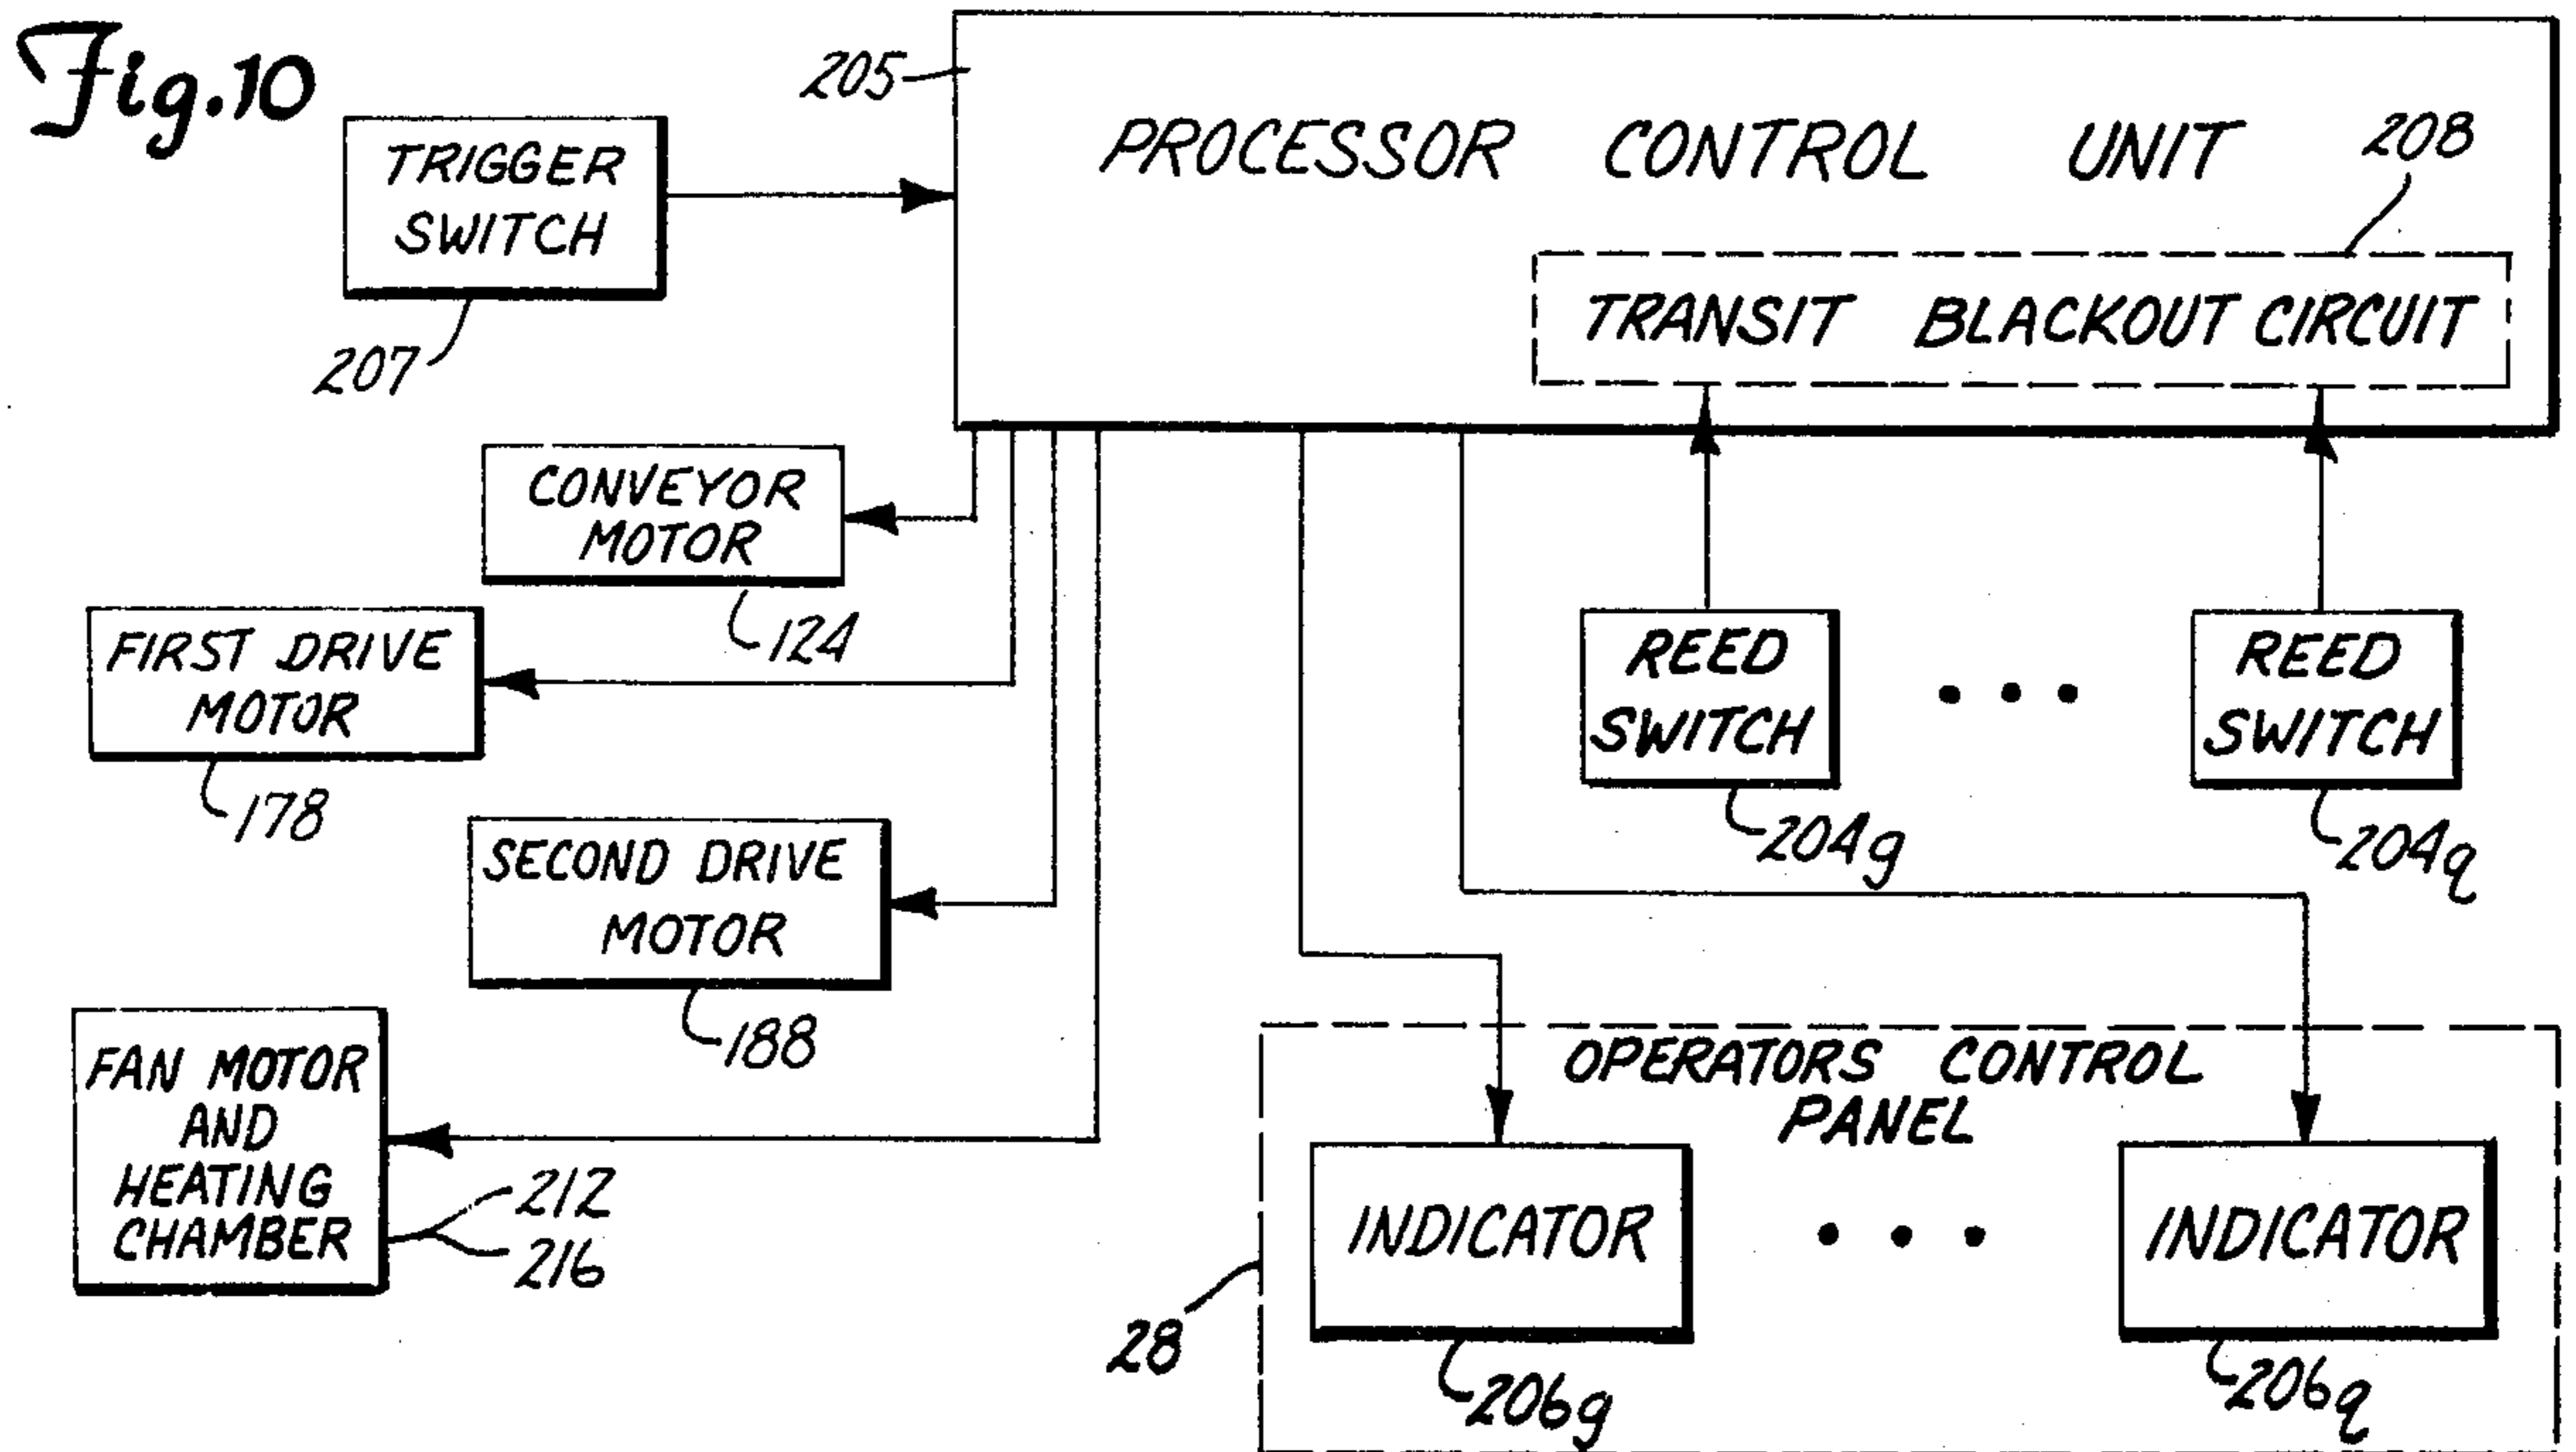 Fig. 10
205
PROCESSOR CONTROL UNIT
208
TRIGGER
SWITCH
207
TRANSIT BLACKOUT CIRCUIT
CONVEYOR
MOTOR
124
FIRST DRIVE
MOTOR
178
REED
SWITCH
204g
• • •
REED
SWITCH
204q
SECOND DRIVE
MOTOR
188
FAN MOTOR
AND
HEATING
CHAMBER
212
216
OPERATORS CONTROL
PANEL
28
INDICATOR
206g
• • •
INDICATOR
206q